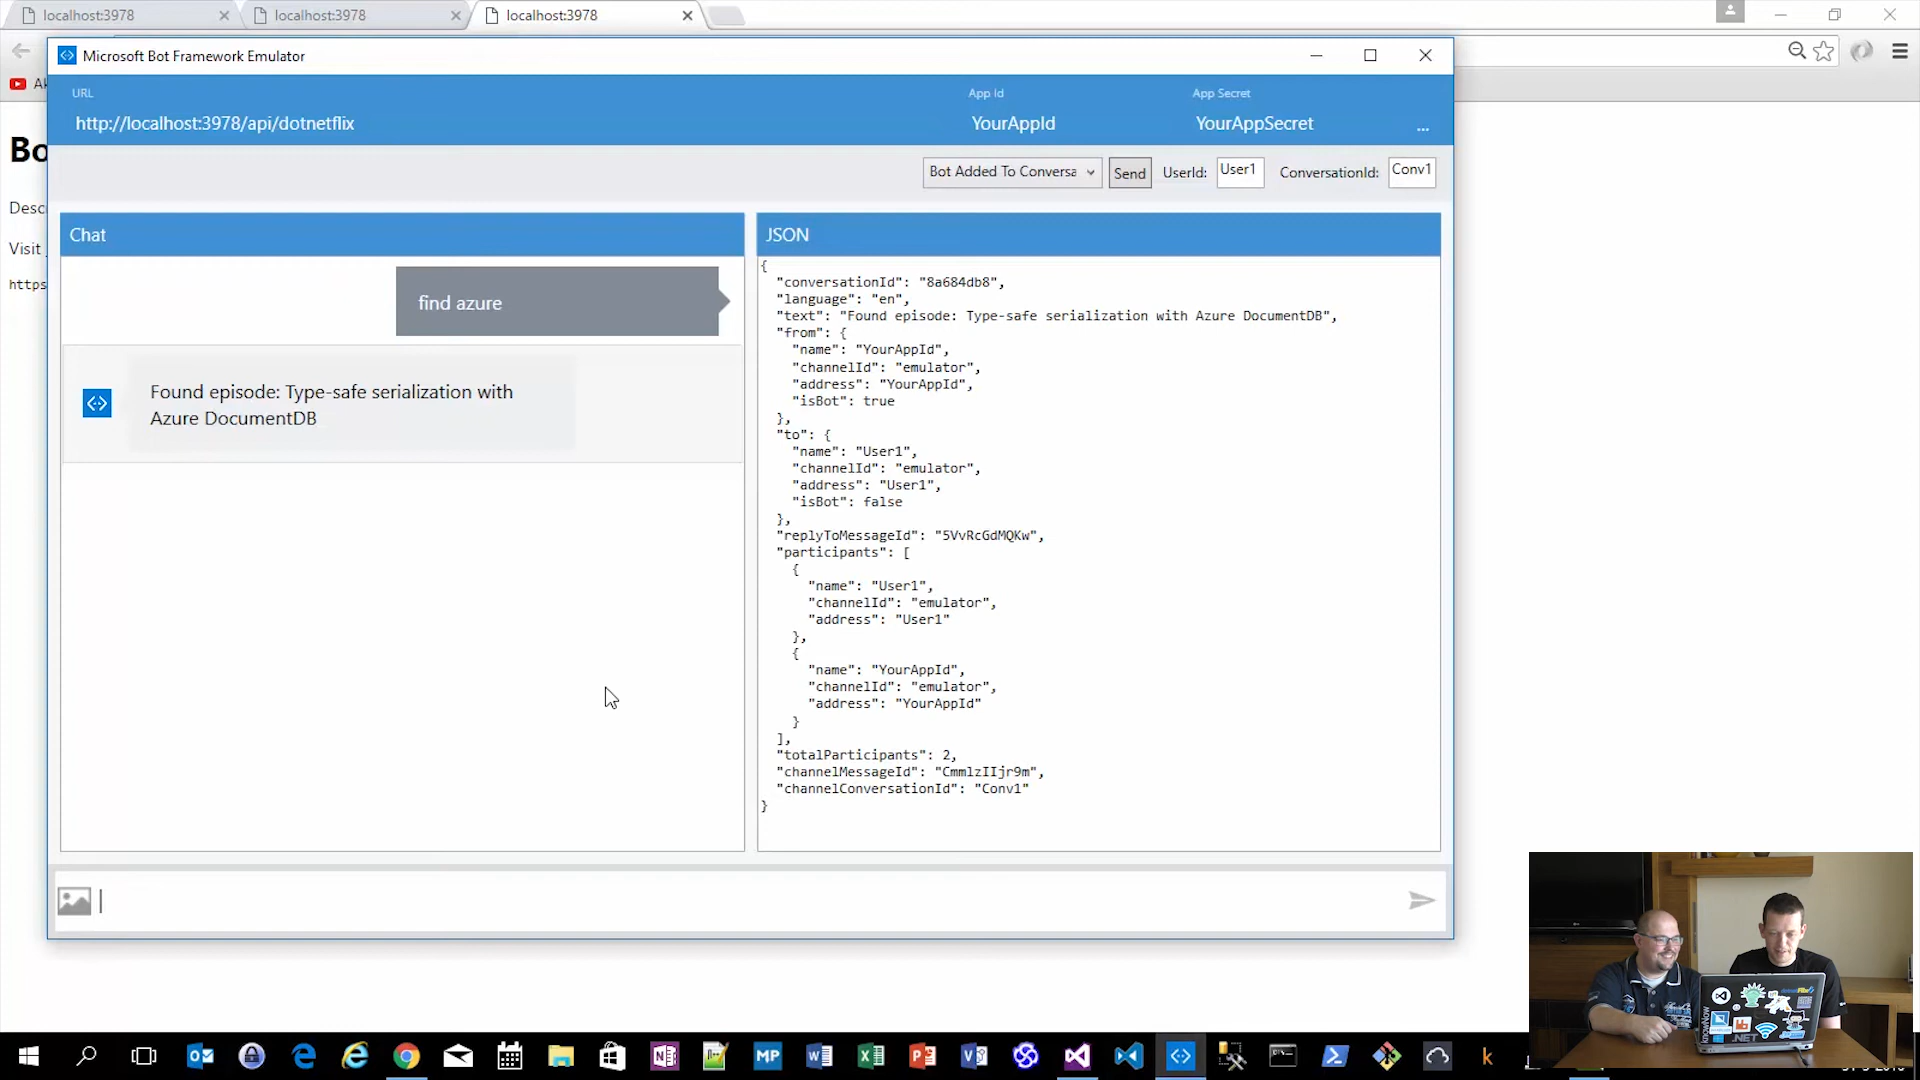 localhost:3978
localhost:3978
localhost:3978
Microsoft Bot Framework Emulator
URL
App Id
App Secret
http://localhost:3978/api/dotnetflix
YourAppId
YourAppSecret
...
Bot Added To Conversa
Send
UserId:
User1
ConversationId:
Conv1
Bo
Desc
Visit
https
Chat
JSON
find azure
Found episode: Type-safe serialization with
Azure DocumentDB
{
"conversationId": "8a684db8",
"language": "en",
"text": "Found episode: Type-safe serialization with Azure DocumentDB",
"from": {
"name": "YourAppId",
"channelId": "emulator",
"address": "YourAppId",
"isBot": true
},
"to": {
"name": "User1",
"channelId": "emulator",
"address": "User1",
"isBot": false
},
"replyToMessageId": "5VvRcGdMQKw",
"participants": [
{
"name": "User1",
"channelId": "emulator",
"address": "User1"
},
{
"name": "YourAppId",
"channelId": "emulator",
"address": "YourAppId"
}
],
"totalParticipants": 2,
"channelMessageId": "CmmlzIIjr9m",
"channelConversationId": "Conv1"
}
.NET